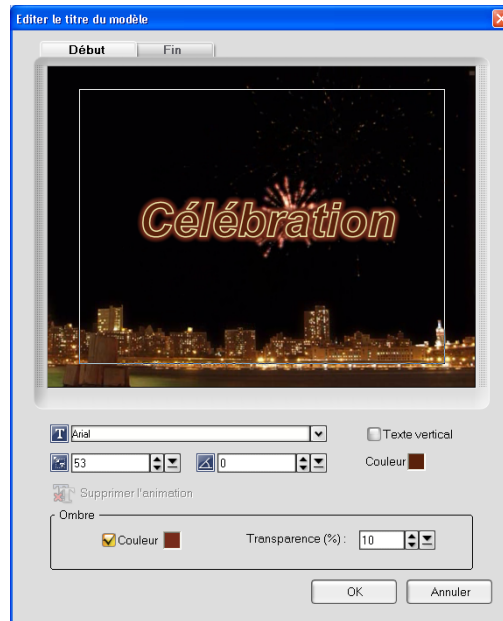 Editer le titre du modèle
Début Fin
Célébration
Arial
Texte vertical
53 0 Couleur
Supprimer l'animation
Ombre
Couleur Transparence (%) : 10
OK Annuler